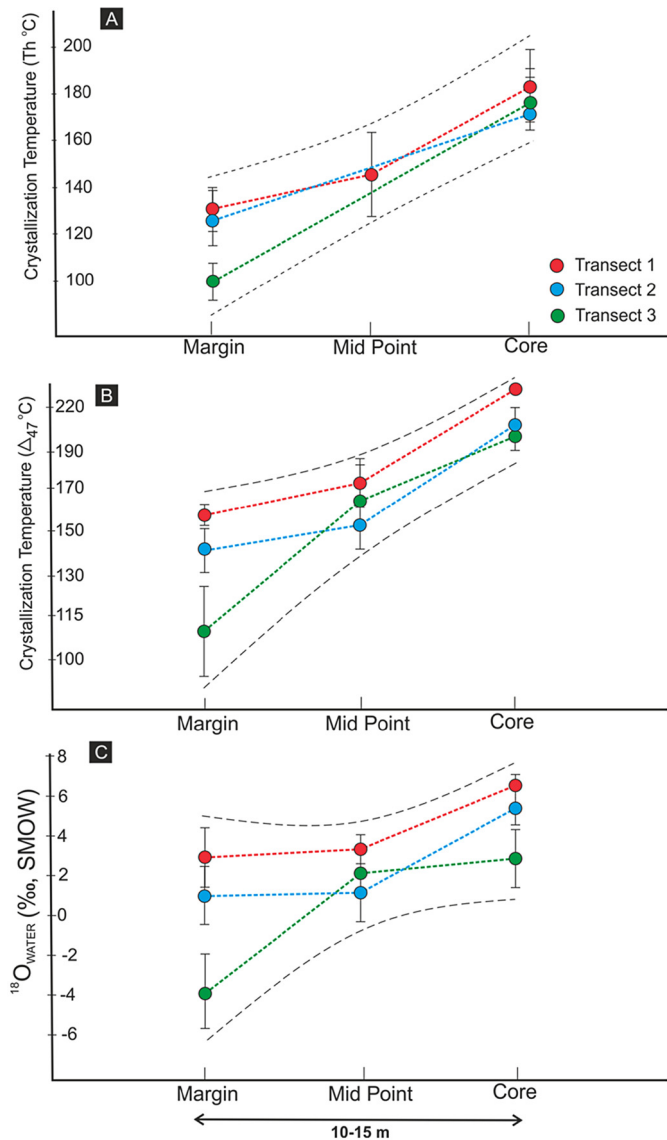 A
Crystallization Temperature (Th °C)
200
180
160
140
120
100
Transect 1
Transect 2
Transect 3
Margin Mid Point Core
B
Crystallization Temperature (Δ47 °C)
220
190
170
150
130
115
100
Margin Mid Point Core
C
18OWATER (‰, SMOW)
8
6
4
2
0
-2
-4
-6
Margin Mid Point Core
10-15 m